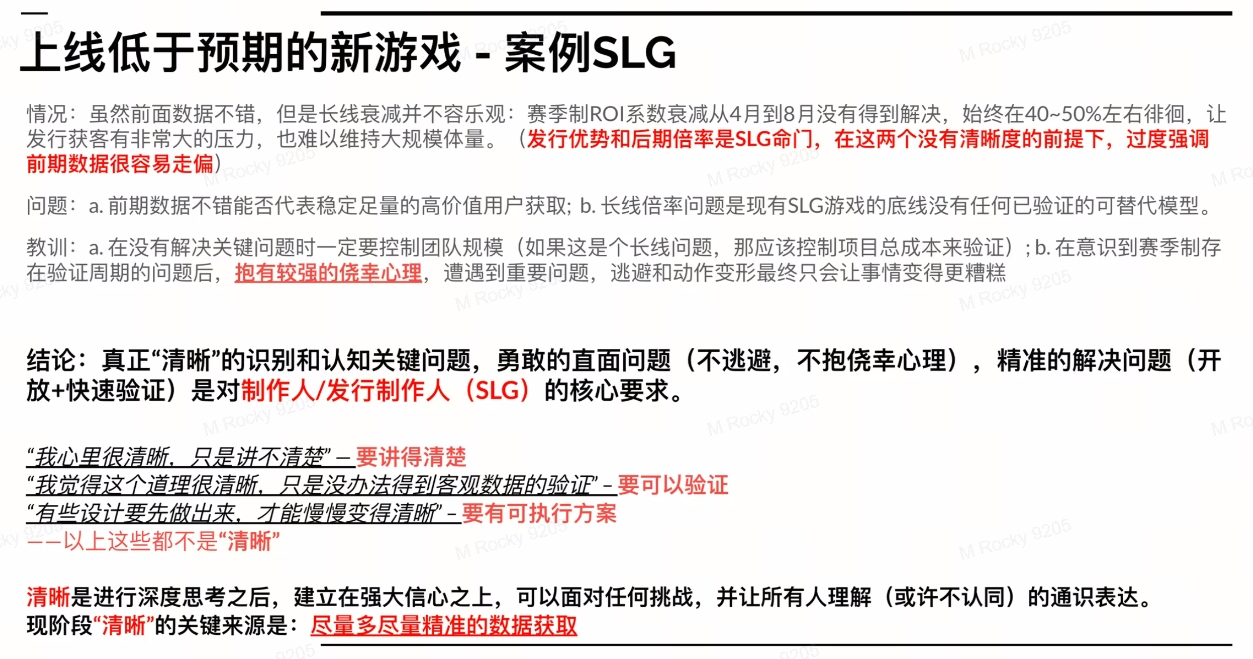 上线低于预期的新游戏 - 案例SLG
情况：虽然前面数据不错，但是长线衰减并不容乐观：赛季制ROI系数衰减从4月到8月没有得到解决，始终在40~50%左右徘徊，让
发行获客有非常大的压力，也难以维持大规模体量。（发行优势和后期倍率是SLG命门，在这两个没有清晰度的前提下，过度强调
前期数据很容易走偏）
问题：a. 前期数据不错能否代表稳定足量的高价值用户获取; b. 长线倍率问题是现有SLG游戏的底线没有任何已验证的可替代模型。
教训：a. 在没有解决关键问题时一定要控制团队规模（如果这是个长线问题，那应该控制项目总成本来验证）; b. 在意识到赛季制存
在验证周期的问题后，抱有较强的侥幸心理，遭遇到重要问题，逃避和动作变形最终只会让事情变得更糟糕
结论：真正“清晰”的识别和认知关键问题，勇敢的直面问题（不逃避，不抱侥幸心理），精准的解决问题（开
放+快速验证）是对制作人/发行制作人（SLG）的核心要求。
“我心里很清晰，只是讲不清楚” – 要讲得清楚
“我觉得这个道理很清晰，只是没办法得到客观数据的验证” – 要可以验证
“有些设计要先做出来，才能慢慢变得清晰” – 要有可执行方案
——以上这些都不是“清晰”
清晰是进行深度思考之后，建立在强大信心之上，可以面对任何挑战，并让所有人理解（或许不认同）的通识表达。
现阶段“清晰”的关键来源是：尽量多尽量精准的数据获取
M Rocky 9205